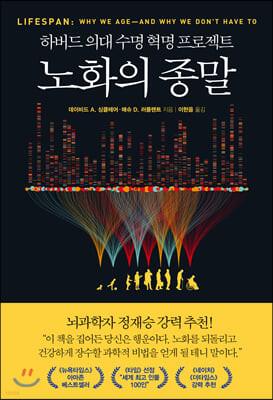 LIFESPAN: WHY WE AGE—AND WHY WE DON'T HAVE TO
하버드 의대 수명 혁명 프로젝트
노화의 종말
데이비드 A. 싱클레어·매슈 D. 러플랜트 지음 | 이한음 옮김
뇌과학자 정재승 강력 추천!
“이 책을 집어든 당신은 행운아다. 노화를 되돌리고
건강하게 장수할 과학적 비법을 얻게 될 테니 말이다.”
《뉴욕타임스》
아마존
베스트셀러
《타임》 선정
“세계 최고 인물
100인”
《네이처》
《더타임스》
강력 추천
yes24